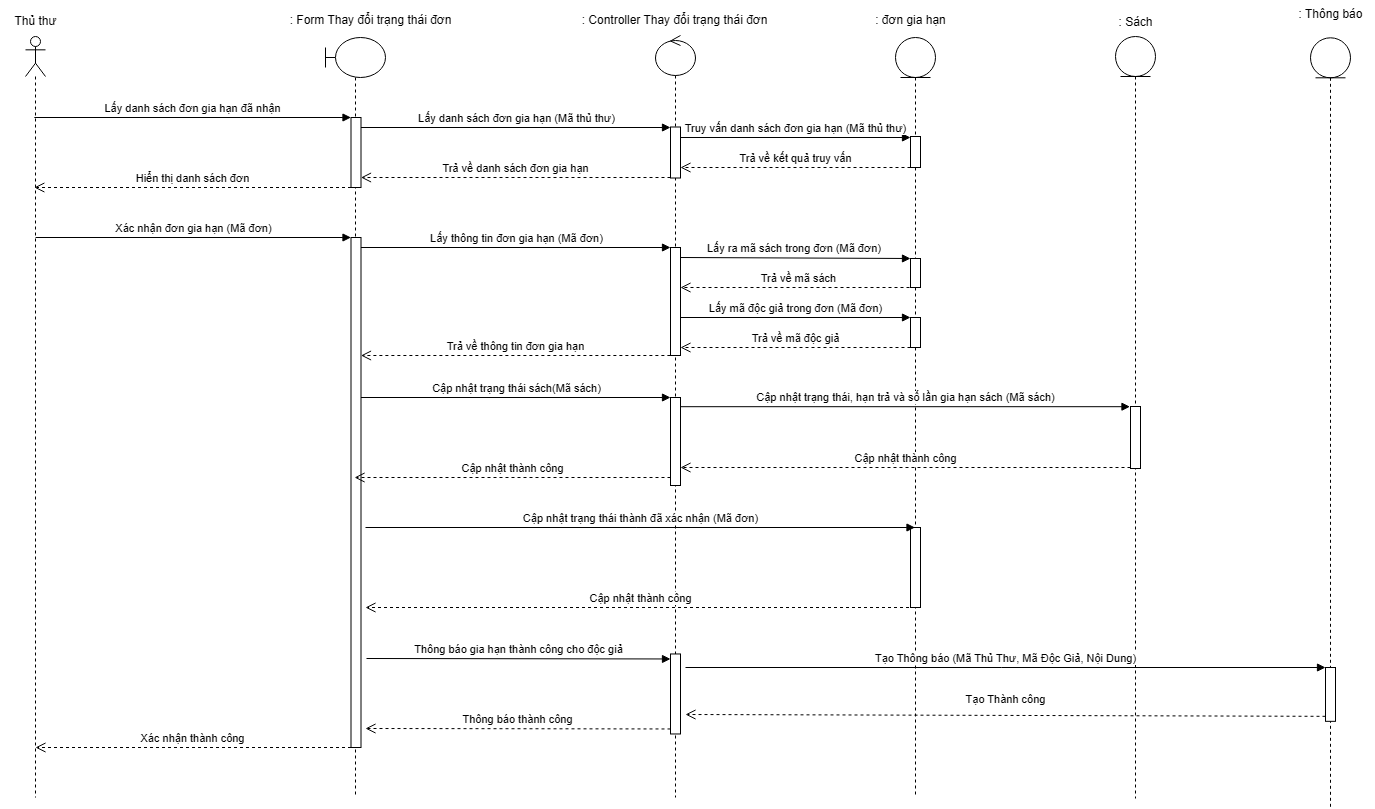 Thủ thư
: Form Thay đổi trạng thái đơn
: Controller Thay đổi trạng thái đơn
: đơn gia hạn
: Sách
: Thông báo
Lấy danh sách đơn gia hạn đã nhận
Lấy danh sách đơn gia hạn (Mã thủ thư)
Truy vấn danh sách đơn gia hạn (Mã thủ thư)
Trả về kết quả truy vấn
Trả về danh sách đơn gia hạn
Hiển thị danh sách đơn
Xác nhận đơn gia hạn (Mã đơn)
Lấy thông tin đơn gia hạn (Mã đơn)
Lấy ra mã sách trong đơn (Mã đơn)
Trả về mã sách
Lấy mã độc giả trong đơn (Mã đơn)
Trả về mã độc giả
Trả về thông tin đơn gia hạn
Cập nhật trạng thái sách(Mã sách)
Cập nhật trạng thái, hạn trả và số lần gia hạn sách (Mã sách)
Cập nhật thành công
Cập nhật thành công
Cập nhật trạng thái thành đã xác nhận (Mã đơn)
Cập nhật thành công
Thông báo gia hạn thành công cho độc giả
Tạo Thông báo (Mã Thủ Thư, Mã Độc Giả, Nội Dung)
Tạo Thành công
Thông báo thành công
Xác nhận thành công